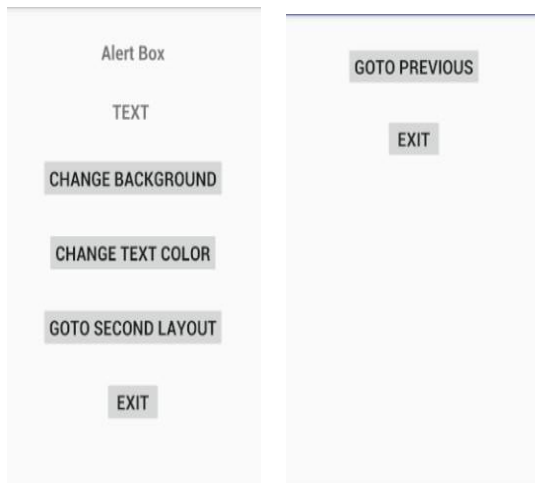 Alert Box
TEXT
CHANGE BACKGROUND
CHANGE TEXT COLOR
GOTO SECOND LAYOUT
EXIT
GOTO PREVIOUS
EXIT